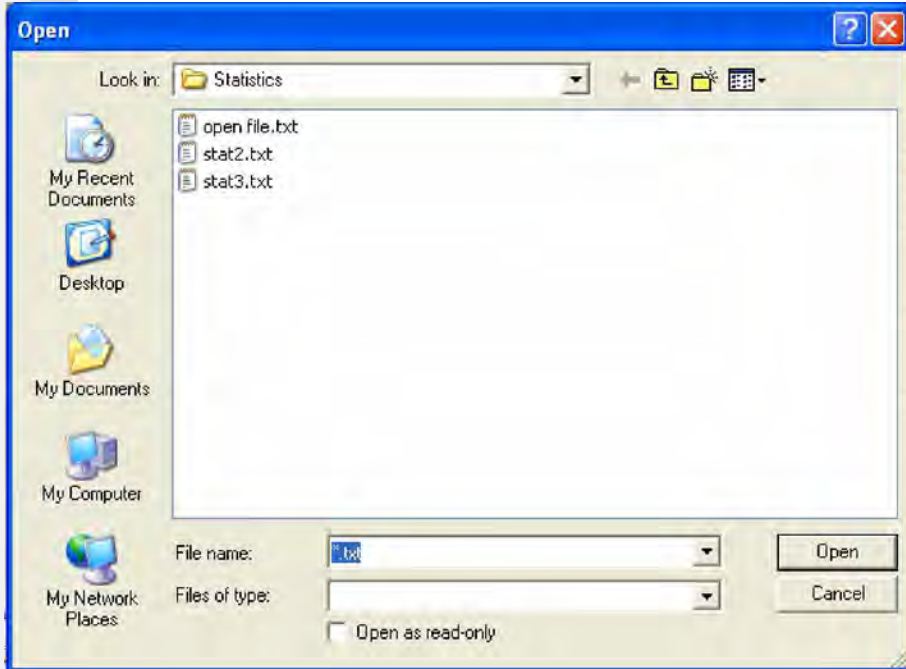 Open
Look in: Statistics
open file.txt
stat2.txt
stat3.txt
My Recent
Documents
Desktop
My Documents
My Computer
My Network
Places
File name: *.txt
Open
Files of type:
Cancel
Open as read-only